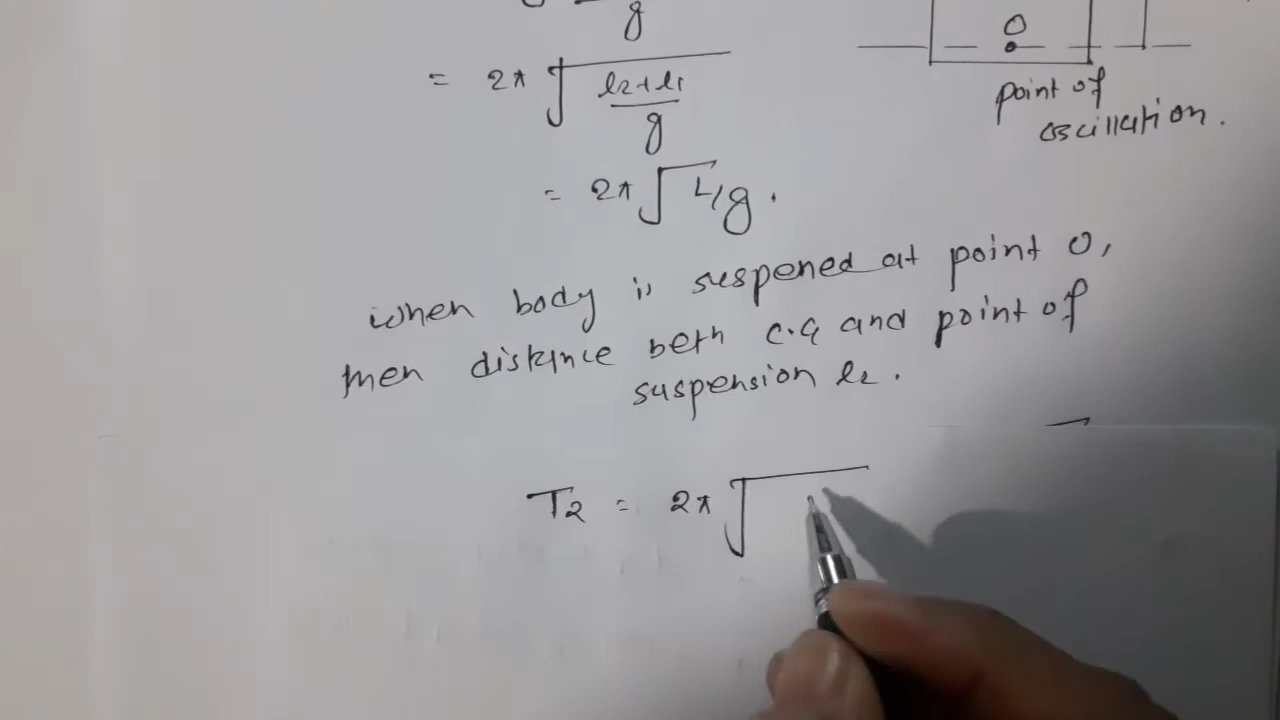 g
= 2π √ l2+l1
g
= 2π √ L/g .
O
point of
oscillation.
when body is suspened at point O,
then distance betn C.G and point of
suspension l2 .
T2 = 2π √